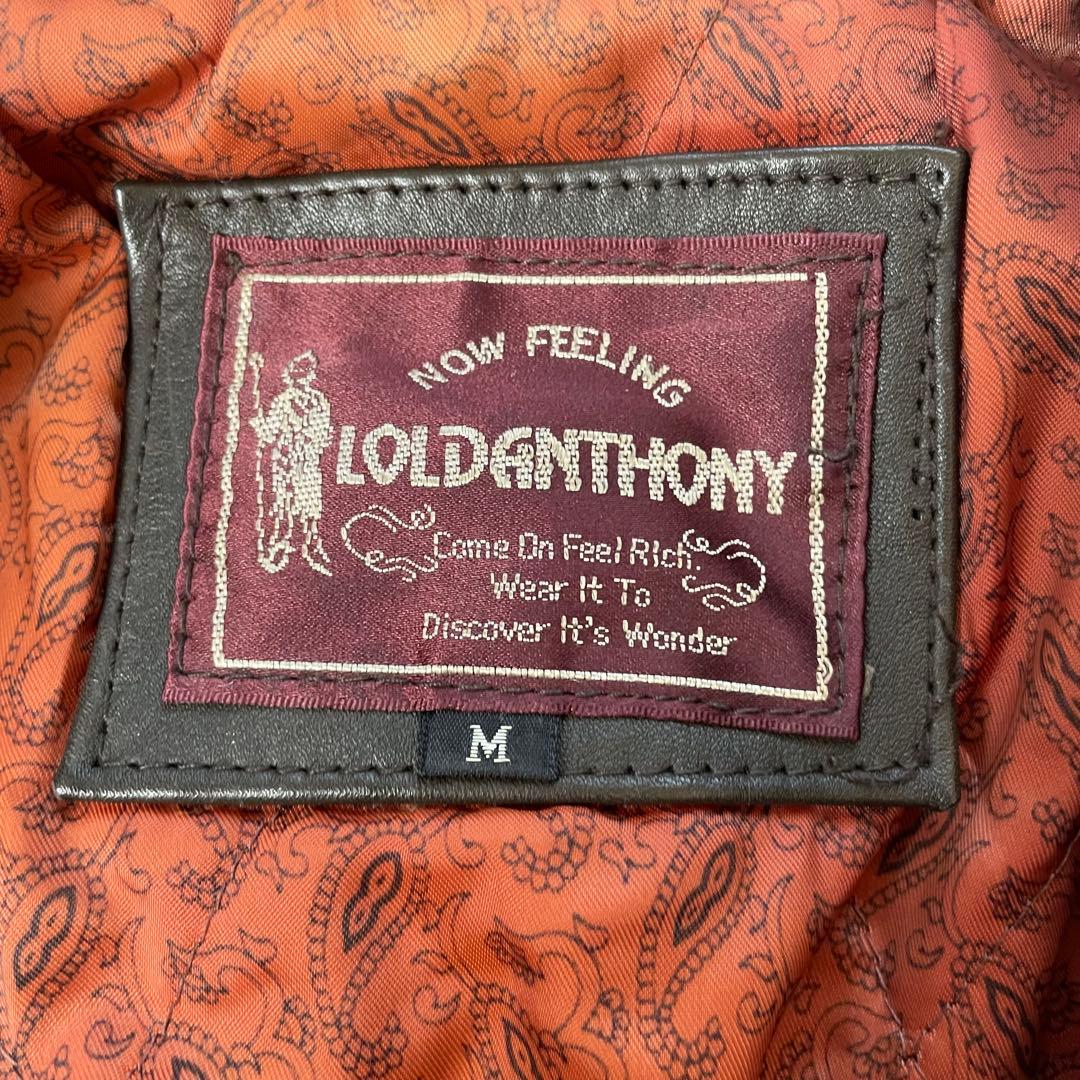 NOW FEELING
LOLDANTHONY
Come On Feel Rich.
Wear It To
Discover It's Wonder
M